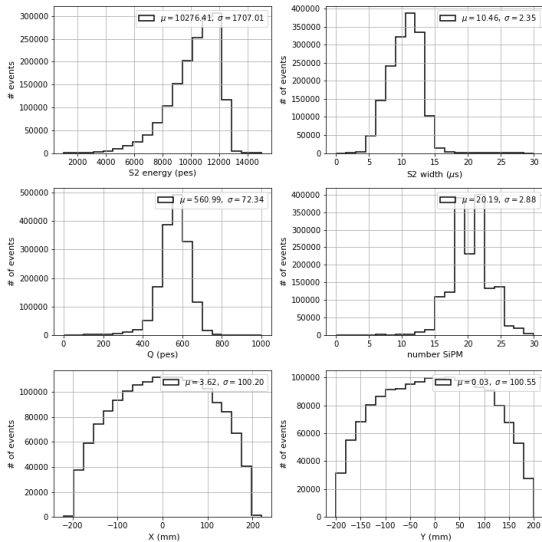 μ=10276.41, σ=1707.01
300000
250000
200000
150000
100000
50000
0
# events
2000 4000 6000 8000 10000 12000 14000
S2 energy (pes)
μ=10.46, σ=2.35
400000
350000
300000
250000
200000
150000
100000
50000
0
# of events
0 5 10 15 20 25 30
S2 width (μs)
μ=560.99, σ=72.34
500000
400000
300000
200000
100000
0
# of events
0 200 400 600 800 1000
Q (pes)
μ=20.19, σ=2.88
400000
350000
300000
250000
200000
150000
100000
50000
0
# of events
0 5 10 15 20 25 30
number SiPM
μ=3.62, σ=100.20
100000
80000
60000
40000
20000
0
# of events
−200 −100 0 100 200
X (mm)
μ=0.03, σ=100.55
100000
80000
60000
40000
20000
0
# of events
−200 −150 −100 −50 0 50 100 150 200
Y (mm)